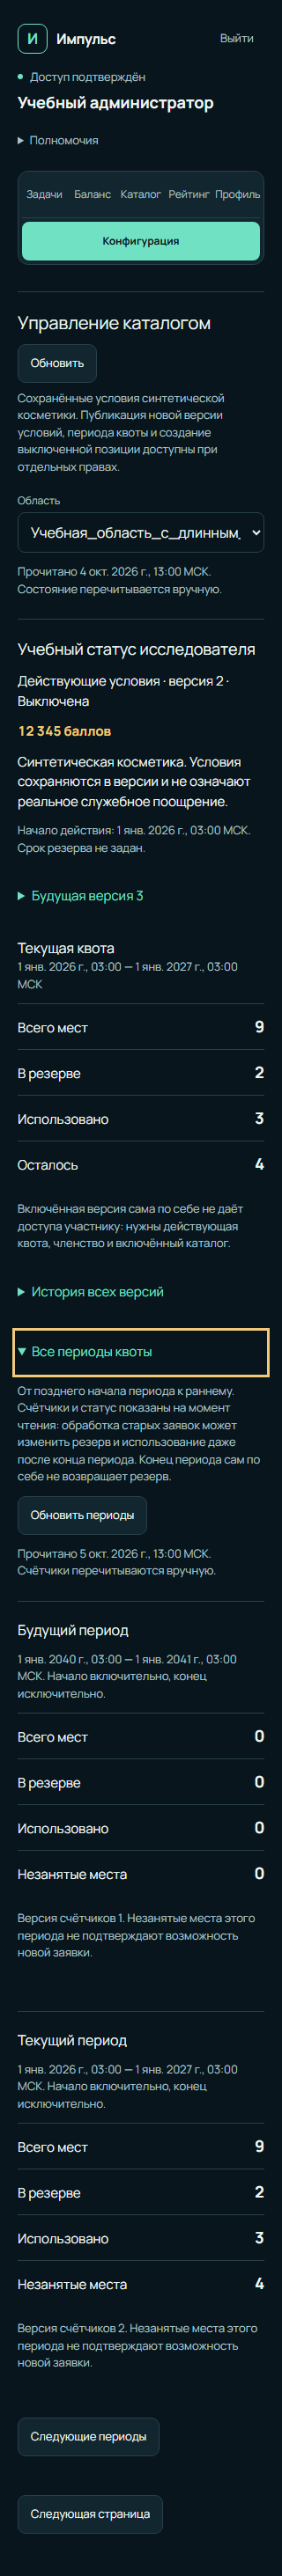 И Импульс Выйти
Доступ подтверждён
Учебный администратор
Полномочия
Задачи Баланс Каталог Рейтинг Профиль
Конфигурация
Управление каталогом
Обновить
Сохранённые условия синтетической
косметики. Публикация новой версии
условий, периода квоты и создание
выключенной позиции доступны при
отдельных правах.
Область
Учебная_область_с_длинным_
Прочитано 4 окт. 2026 г., 13:00 МСК.
Состояние перечитывается вручную.
Учебный статус исследователя
Действующие условия · версия 2 ·
Выключена
12 345 баллов
Синтетическая косметика. Условия
сохраняются в версии и не означают
реальное служебное поощрение.
Начало действия: 1 янв. 2026 г., 03:00 МСК.
Срок резерва не задан.
Будущая версия 3
Текущая квота
1 янв. 2026 г., 03:00 — 1 янв. 2027 г., 03:00
МСК
Всего мест 9
В резерве 2
Использовано 3
Осталось 4
Включённая версия сама по себе не даёт
доступа участнику: нужны действующая
квота, членство и включённый каталог.
История всех версий
Все периоды квоты
От позднего начала периода к раннему.
Счётчики и статус показаны на момент
чтения: обработка старых заявок может
изменить резерв и использование даже
после конца периода. Конец периода сам по
себе не возвращает резерв.
Обновить периоды
Прочитано 5 окт. 2026 г., 13:00 МСК.
Счётчики перечитываются вручную.
Будущий период
1 янв. 2040 г., 03:00 — 1 янв. 2041 г., 03:00
МСК. Начало включительно, конец
исключительно.
Всего мест 0
В резерве 0
Использовано 0
Незанятые места 0
Версия счётчиков 1. Незанятые места этого
периода не подтверждают возможность
новой заявки.
Текущий период
1 янв. 2026 г., 03:00 — 1 янв. 2027 г., 03:00
МСК. Начало включительно, конец
исключительно.
Всего мест 9
В резерве 2
Использовано 3
Незанятые места 4
Версия счётчиков 2. Незанятые места этого
периода не подтверждают возможность
новой заявки.
Следующие периоды
Следующая страница